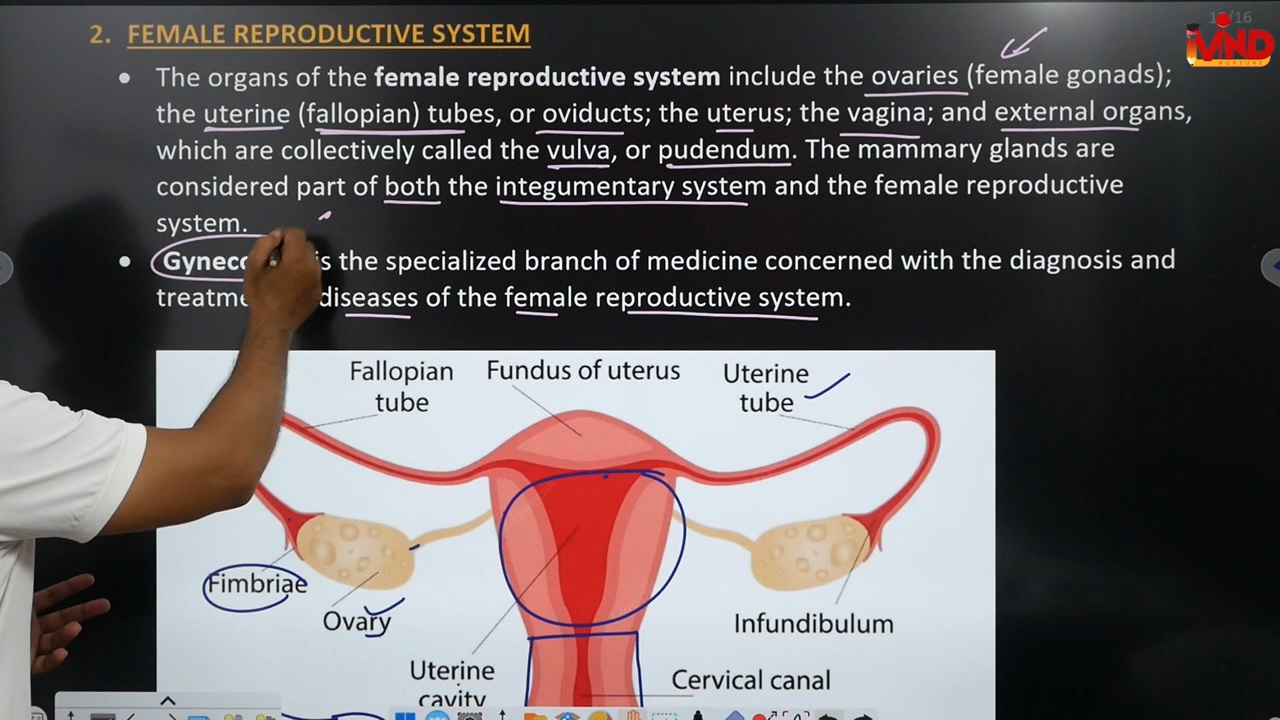 16
MND
NURTURE
2. FEMALE REPRODUCTIVE SYSTEM
• The organs of the female reproductive system include the ovaries (female gonads);
the uterine (fallopian) tubes, or oviducts; the uterus; the vagina; and external organs,
which are collectively called the vulva, or pudendum. The mammary glands are
considered part of both the integumentary system and the female reproductive
system.
• is the specialized branch of medicine concerned with the diagnosis and
diseases of the female reproductive system.
Fallopian tube
Fundus of uterus
Uterine tube
Fimbriae
Ovary
Infundibulum
Uterine cavity
Cervical canal